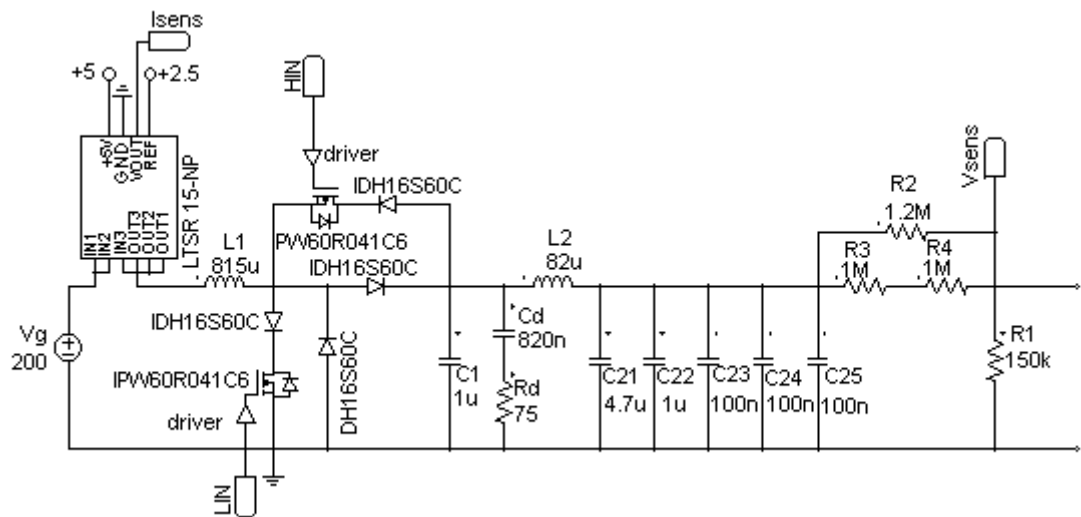 Isens
+5
+2.5
HIN
+5V
GND
VOUT
REF
LTSR 15-NP
IN1
IN2
IN3
OUT3
OUT2
OUT1
driver
IDH16S60C
PW60R041C6
IDH16S60C
L1
815u
L2
82u
Vsens
R2
1.2M
R3
1M
R4
1M
Vg
200
IDH16S60C
IPW60R041C6
driver
DH16S60C
LIN
Cd
820n
Rd
75
C1
1u
C21
4.7u
C22
1u
C23
100n
C24
100n
C25
100n
R1
150k